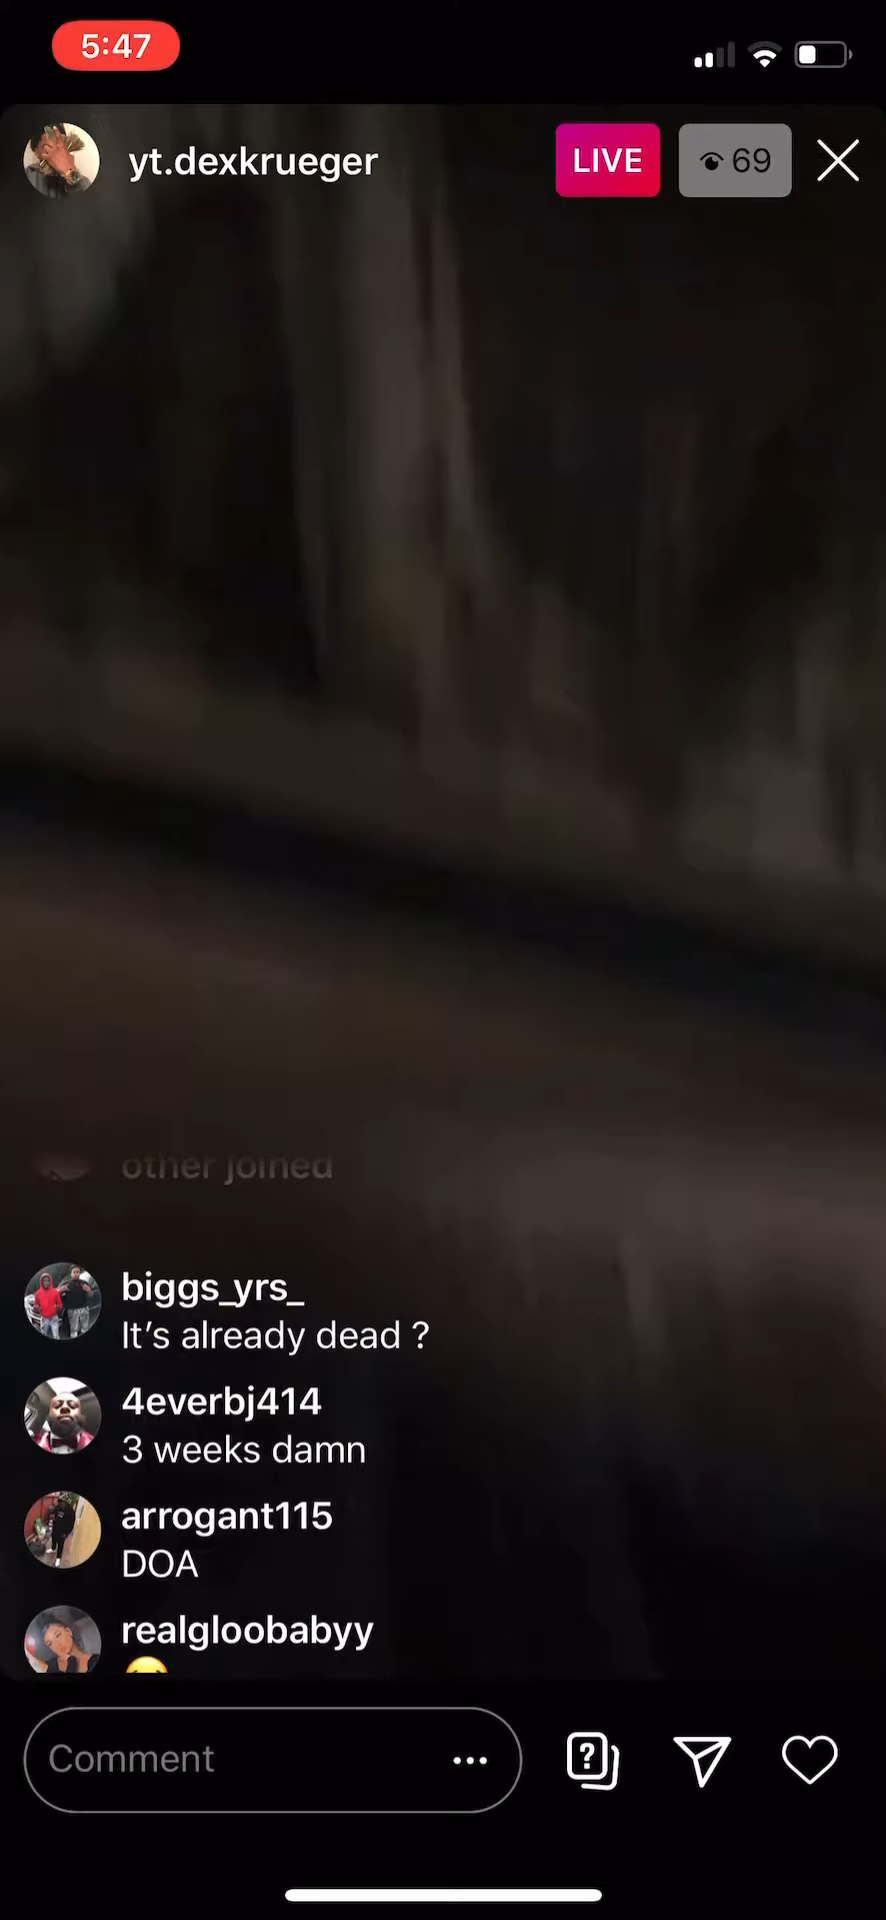 5:47
yt.dexkrueger
LIVE
69
other joined
biggs_yrs_
It’s already dead ?
4everbj414
3 weeks damn
arrogant115
DOA
realgloobabyy
Comment